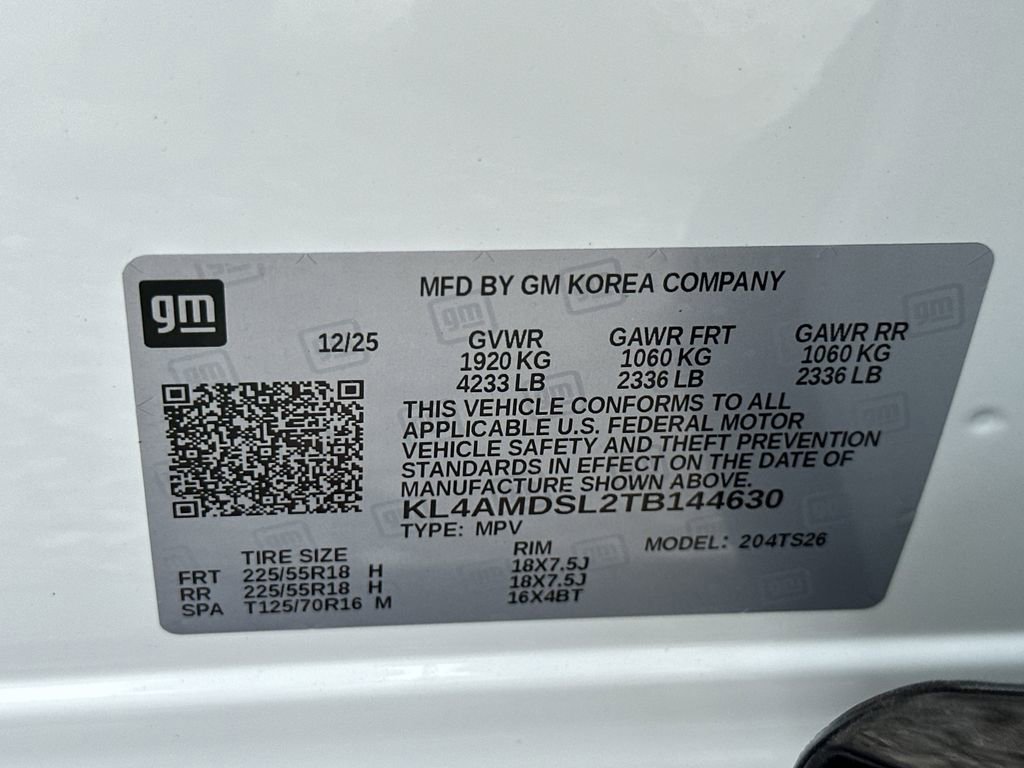 gm
MFD BY GM KOREA COMPANY
12/25
GVWR GAWR FRT GAWR RR
1920 KG 1060 KG 1060 KG
4233 LB 2336 LB 2336 LB
THIS VEHICLE CONFORMS TO ALL
APPLICABLE U.S. FEDERAL MOTOR
VEHICLE SAFETY AND THEFT PREVENTION
STANDARDS IN EFFECT ON THE DATE OF
MANUFACTURE SHOWN ABOVE.
KL4AMDSL2TB144630
TYPE: MPV MODEL: 204TS26
TIRE SIZE RIM
FRT 225/55R18 H 18X7.5J
RR 225/55R18 H 18X7.5J
SPA T125/70R16 M 16X4BT